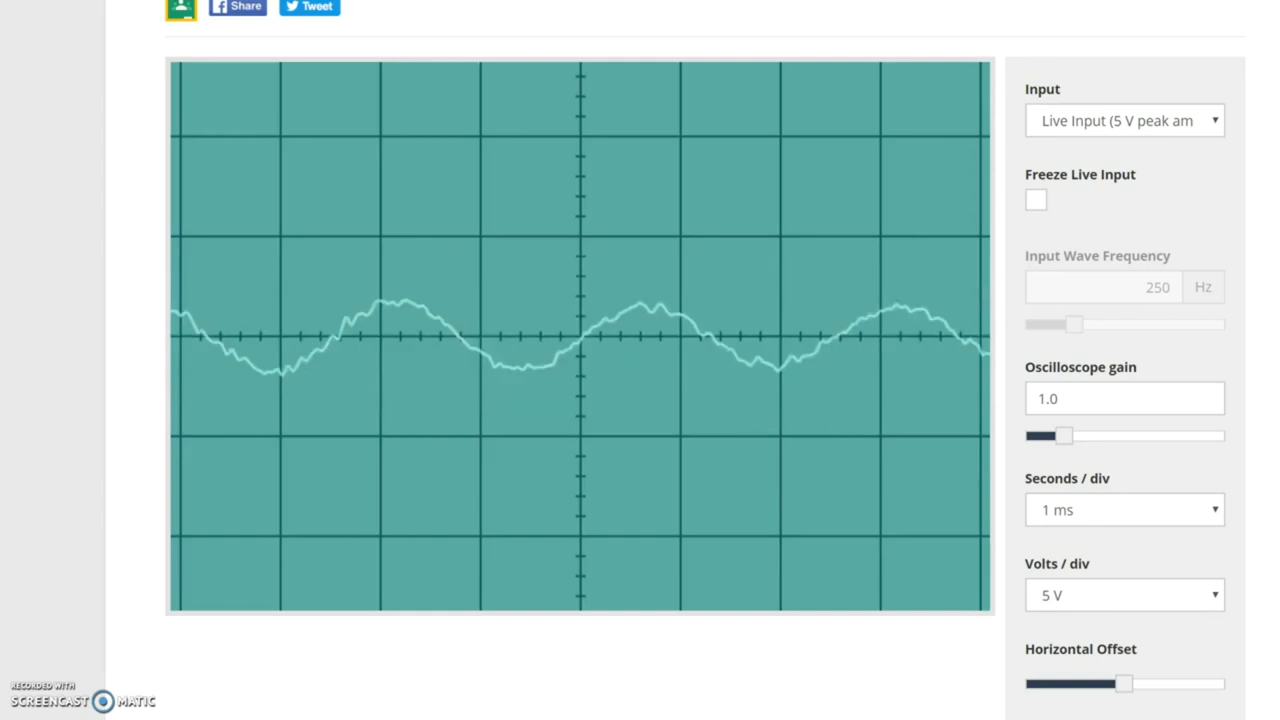 Share
Tweet
Input
Live Input (5 V peak am
Freeze Live Input
Input Wave Frequency
250 Hz
Oscilloscope gain
1.0
Seconds / div
1 ms
Volts / div
5 V
Horizontal Offset
RECORDED WITH
SCREENCAST MATIC